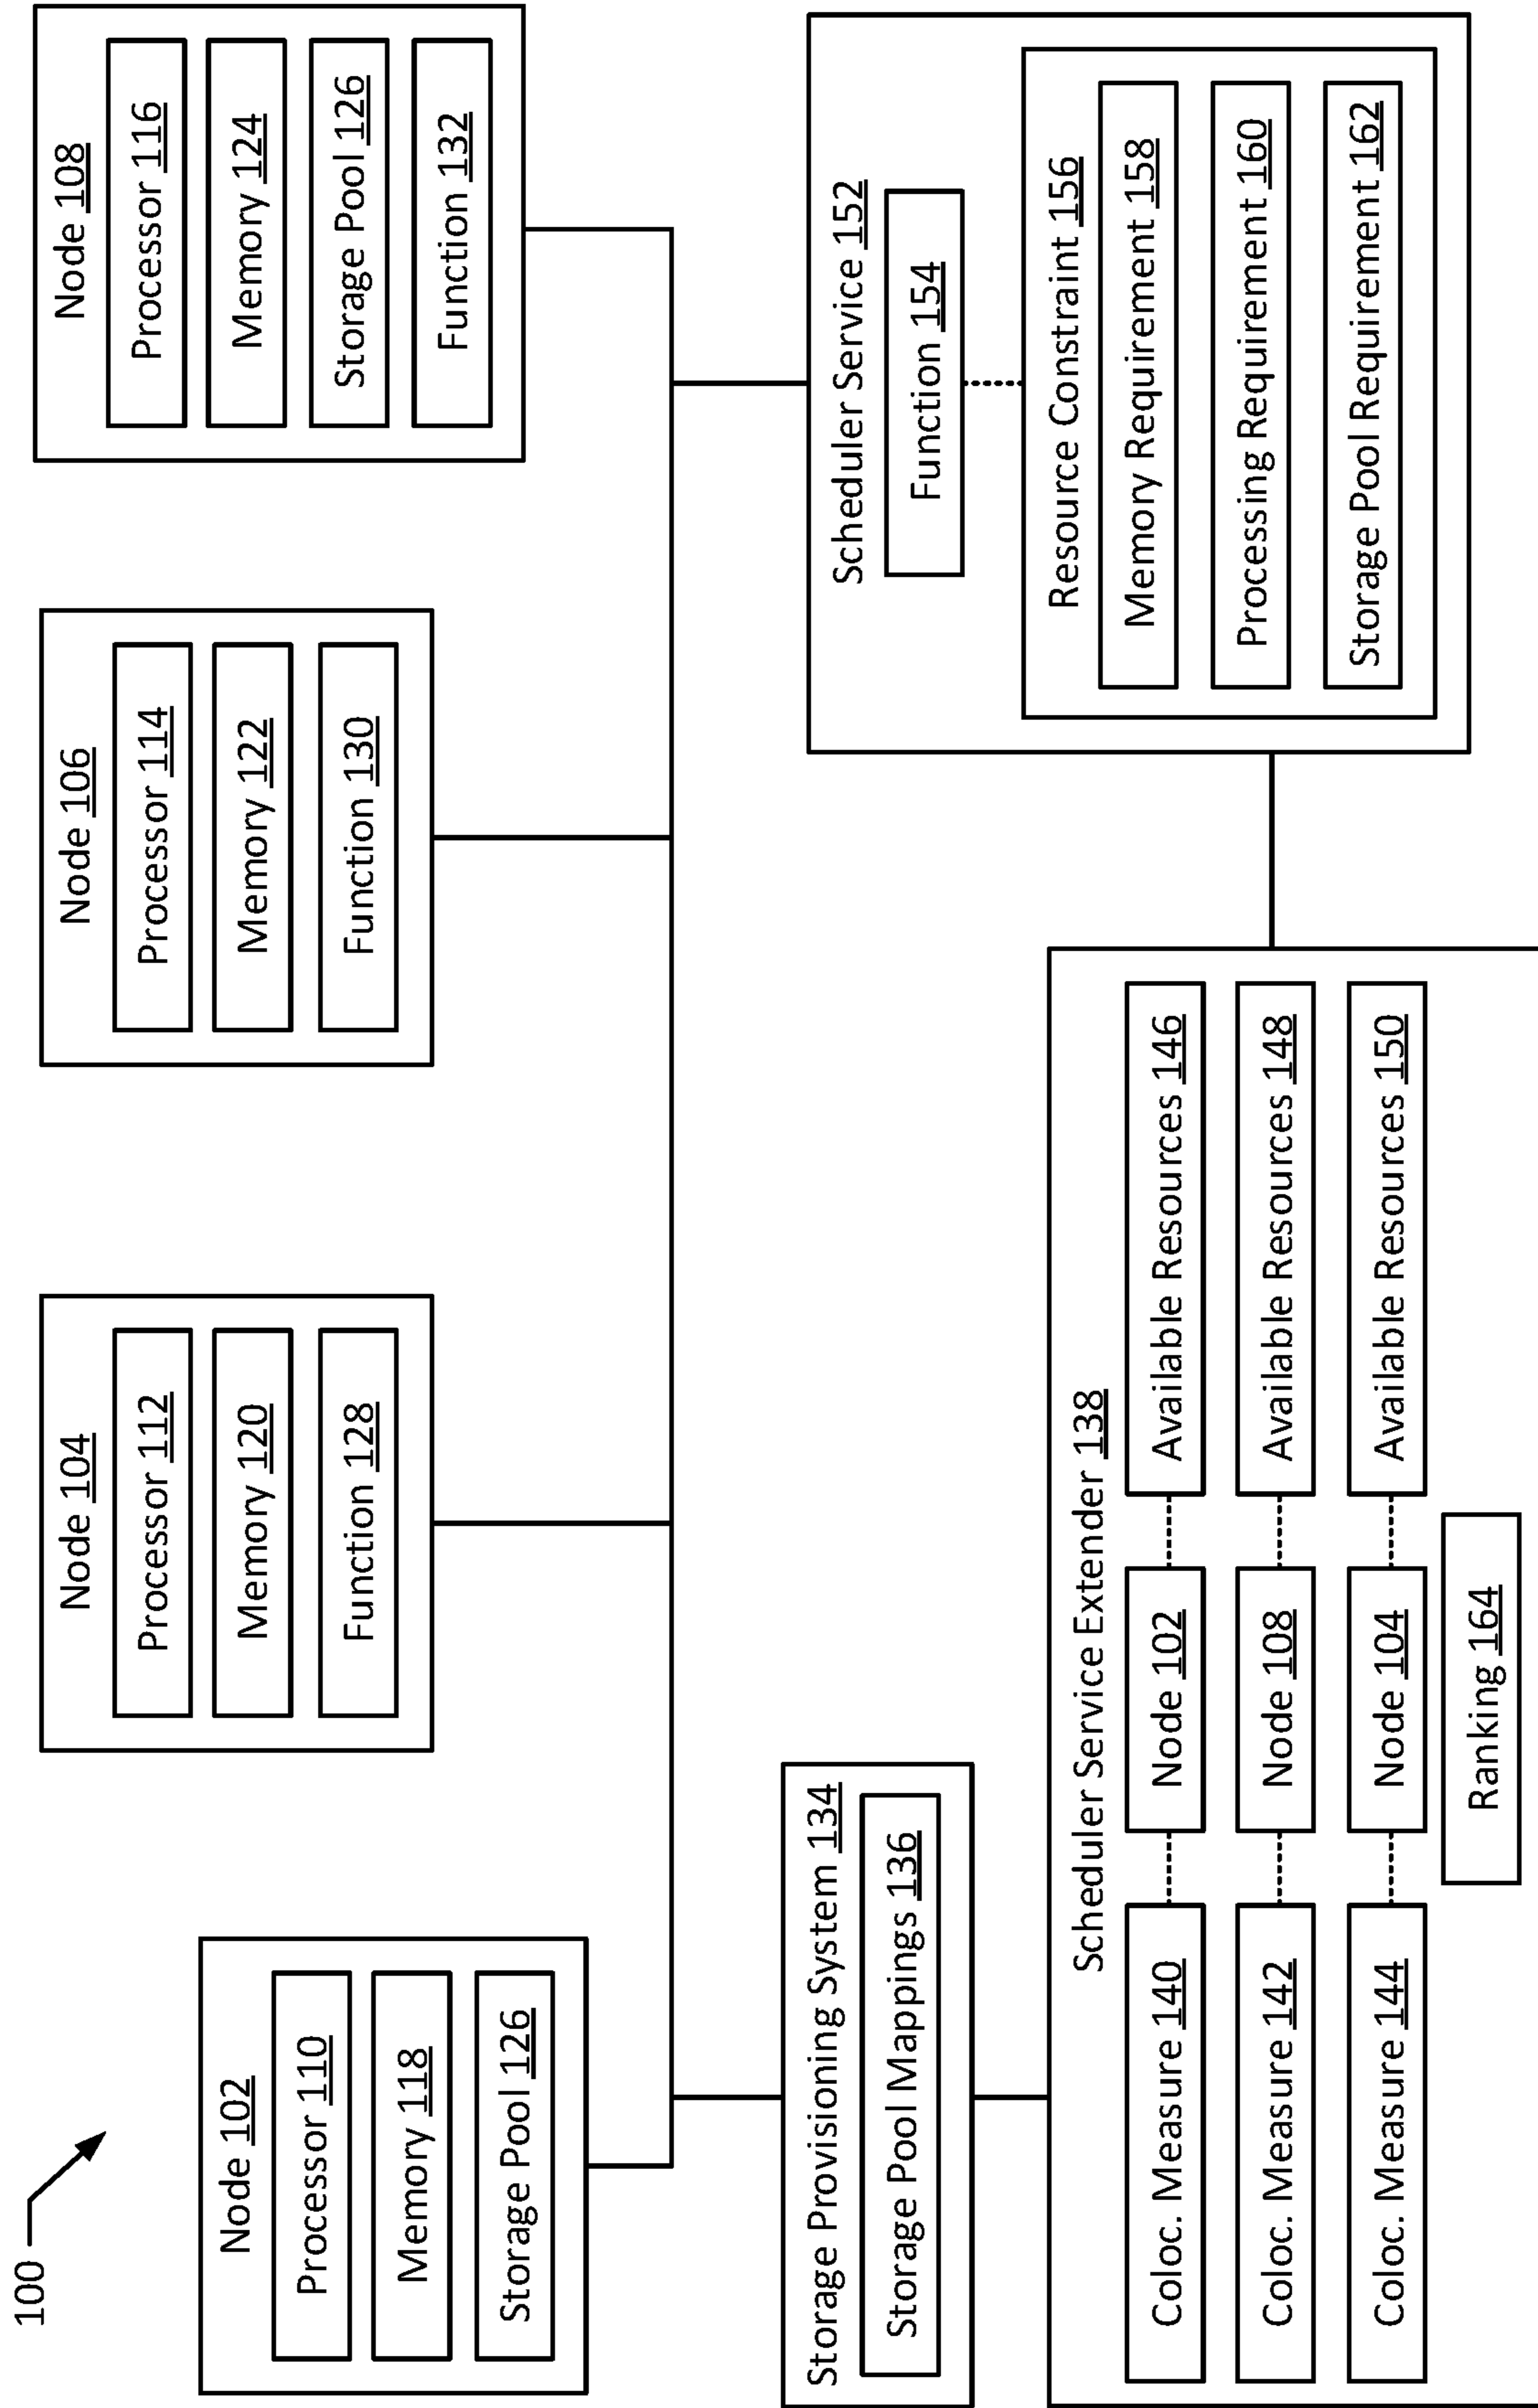 100
Node 102
Processor 110
Memory 118
Storage Pool 126
Node 104
Processor 112
Memory 120
Function 128
Node 106
Processor 114
Memory 122
Function 130
Node 108
Processor 116
Memory 124
Storage Pool 126
Function 132
Storage Provisioning System 134
Storage Pool Mappings 136
Scheduler Service 152
Function 154
Resource Constraint 156
Memory Requirement 158
Processing Requirement 160
Storage Pool Requirement 162
Scheduler Service Extender 138
Coloc. Measure 140
Node 102
Available Resources 146
Coloc. Measure 142
Node 108
Available Resources 148
Coloc. Measure 144
Node 104
Available Resources 150
Ranking 164